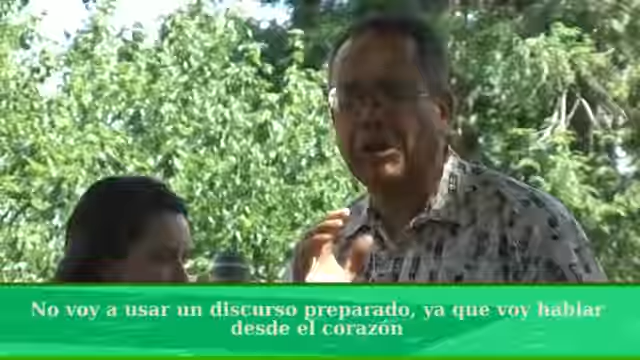 No voy a usar un discurso preparado, ya que voy hablar
desde el corazón